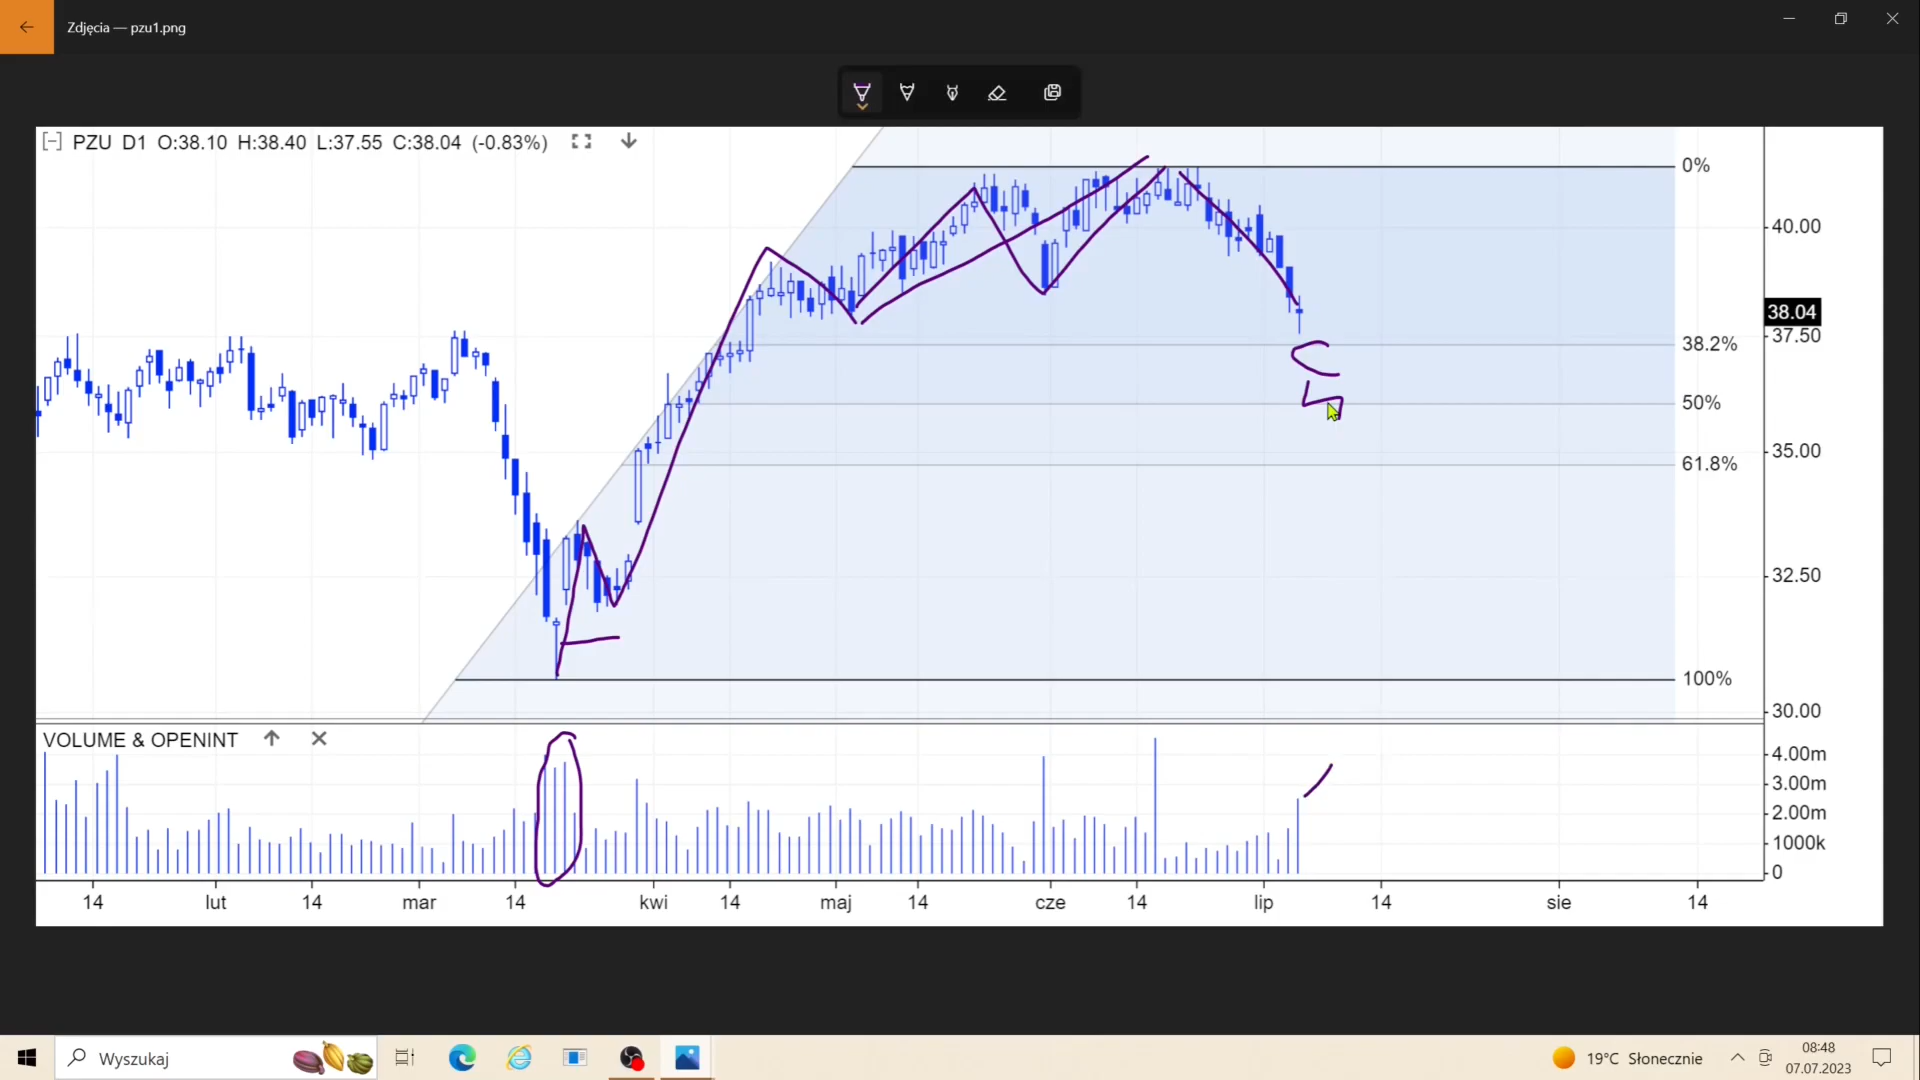 Zdjęcia — pzu1.png
[-] PZU D1 O:38.10 H:38.40 L:37.55 C:38.04 (-0.83%)
0%
40.00
38.04
37.50
38.2%
50%
35.00
61.8%
32.50
100%
30.00
VOLUME & OPENINT
4.00m
3.00m
2.00m
1000k
0
14 lut 14 mar 14 kwi 14 maj 14 cze 14 lip 14 sie 14
Wyszukaj
19°C Słonecznie
08:48
07.07.2023